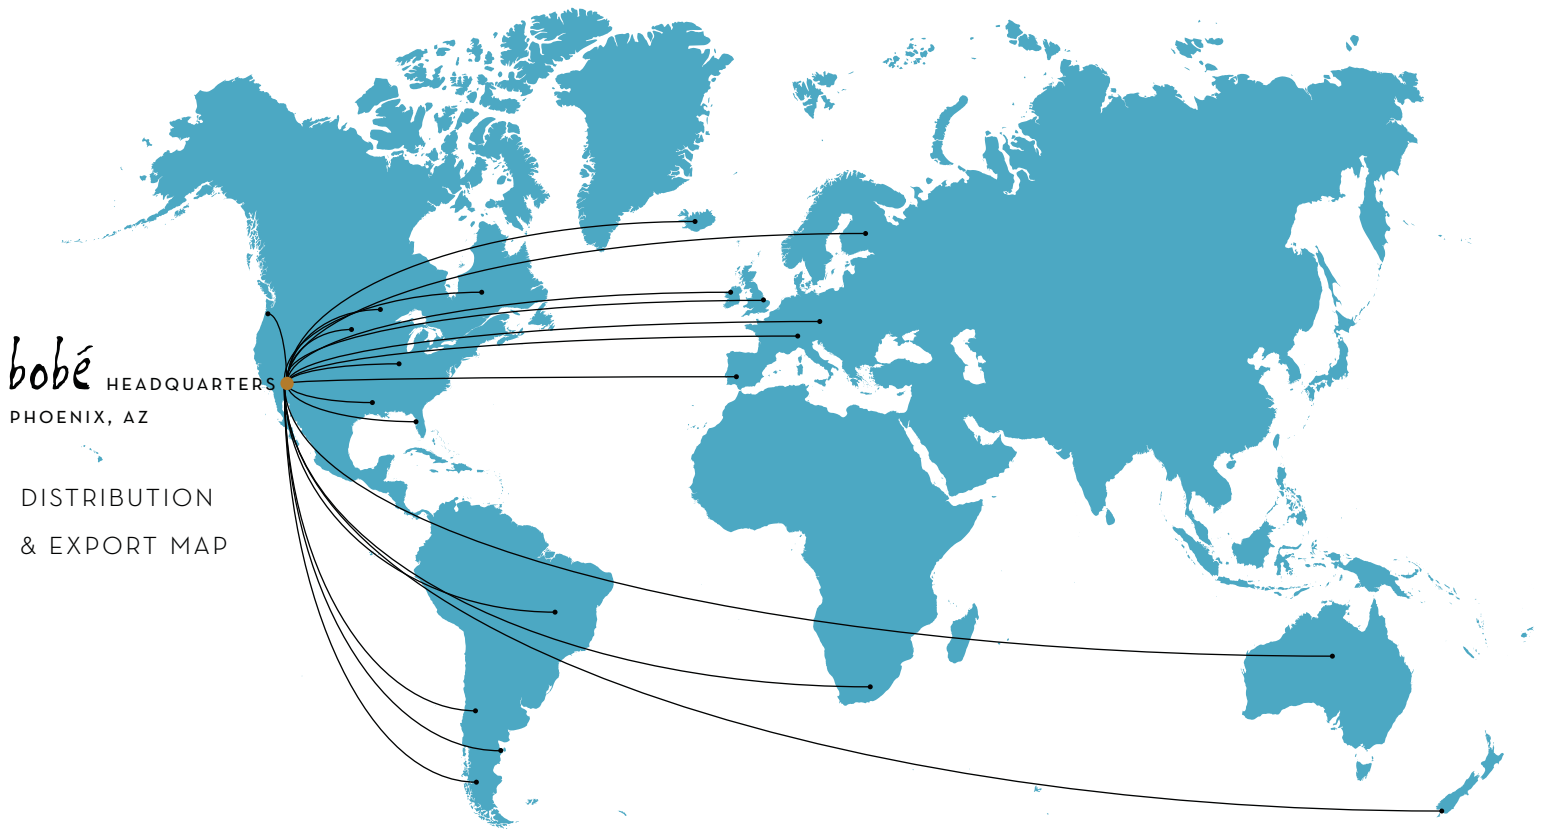 bobé HEADQUARTERS
PHOENIX, AZ
DISTRIBUTION
& EXPORT MAP